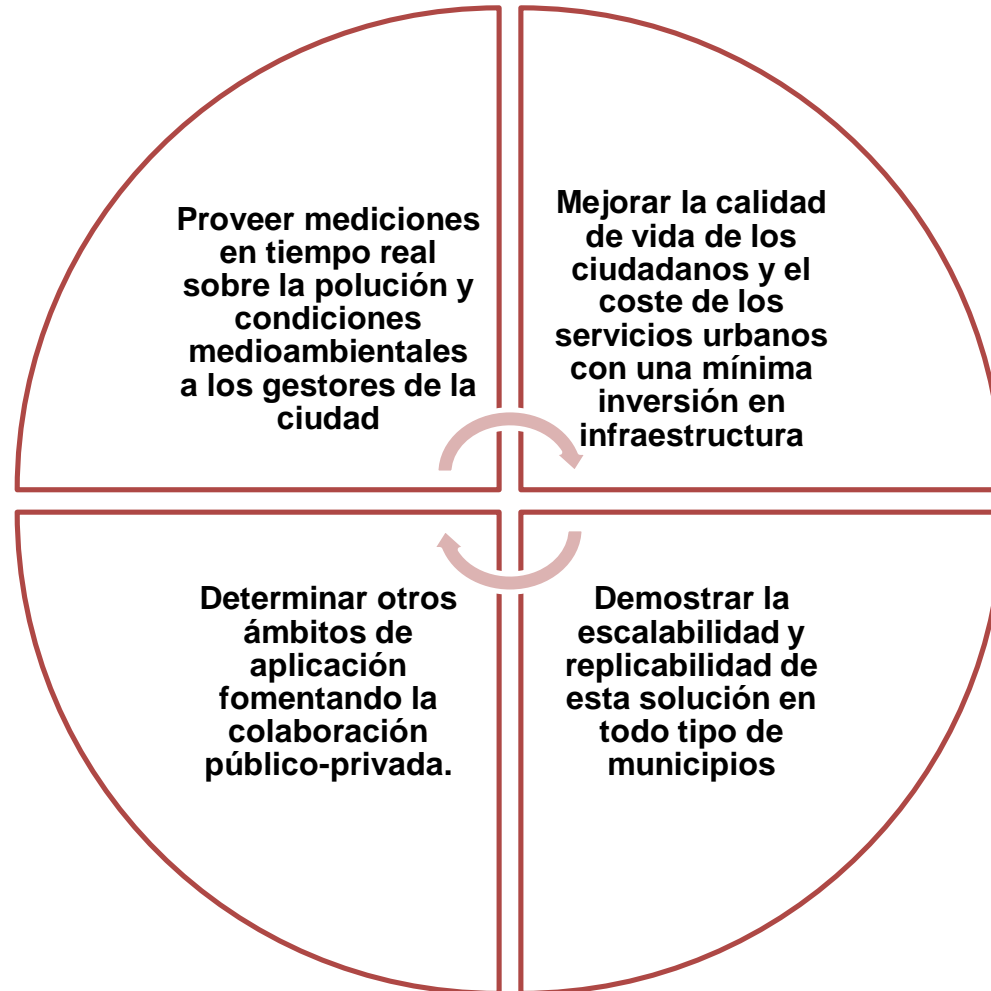 Proveer mediciones
en tiempo real
sobre la polución y
condiciones
medioambientales
a los gestores de la
ciudad
Mejorar la calidad
de vida de los
ciudadanos y el
coste de los
servicios urbanos
con una mínima
inversión en
infraestructura
Determinar otros
ámbitos de
aplicación
fomentando la
colaboración
público-privada.
Demostrar la
escalabilidad y
replicabilidad de
esta solución en
todo tipo de
municipios